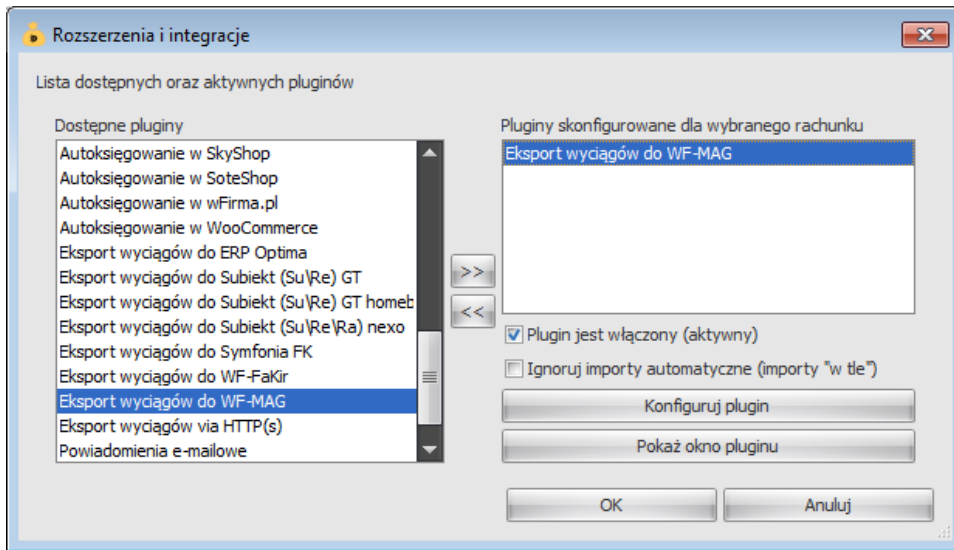 Rozszerzenia i integracje
Lista dostępnych oraz aktywnych pluginów
Dostępne pluginy
Autoksięgowanie w SkyShop
Autoksięgowanie w SoteShop
Autoksięgowanie w wFirma.pl
Autoksięgowanie w WooCommerce
Eksport wyciągów do ERP Optima
Eksport wyciągów do Subiekt (Su\Re) GT
Eksport wyciągów do Subiekt (Su\Re) GT homeb
Eksport wyciągów do Subiekt (Su\Re\Ra) nexo
Eksport wyciągów do Symfonia FK
Eksport wyciągów do WF-FaKir
Eksport wyciągów do WF-MAG
Eksport wyciągów via HTTP(s)
Powiadomienia e-mailowe
>>
<<
Pluginy skonfigurowane dla wybranego rachunku
Eksport wyciągów do WF-MAG
Plugin jest włączony (aktywny)
Ignoruj importy automatyczne (importy "w tle")
Konfiguruj plugin
Pokaż okno pluginu
OK
Anuluj